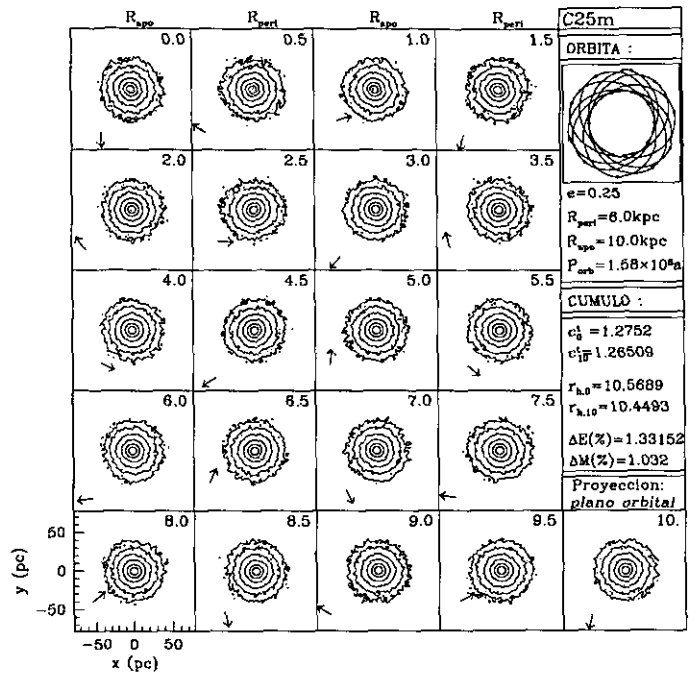 R_apo R_peri R_apo R_peri
C25m
0.0 0.5 1.0 1.5
ORBITA :
2.0 2.5 3.0 3.5
e=0.25
R_peri=6.0kpc
R_apo=10.0kpc
P_orb=1.58×10⁸a
4.0 4.5 5.0 5.5
CUMULO :
=1.2752
1.26509
6.0 6.5 7.0 7.5
r_h,0=10.5689
r_h,10=10.4493
ΔE(%)=1.33152
ΔM(%)=1.032
Proyeccion:
plano orbital
8.0 8.5 9.0 9.5 10.
y (pc)
50
0
−50
−50 0 50
x (pc)